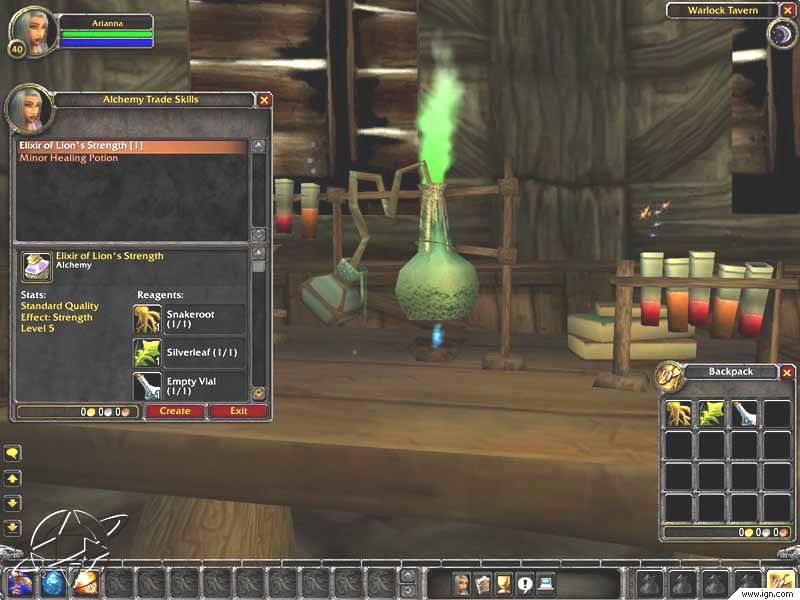 Arianna
40
Warlock Tavern
Alchemy Trade Skills
Elixir of Lion's Strength [1]
Minor Healing Potion
Elixir of Lion's Strength
Alchemy
Stats:
Standard Quality
Effect: Strength
Level 5
Reagents:
1
Snakeroot
(1/1)
1
Silverleaf (1/1)
Empty Vial
(1/1)
0 0 0
Create
Exit
Backpack
0 0 0
www.ign.com